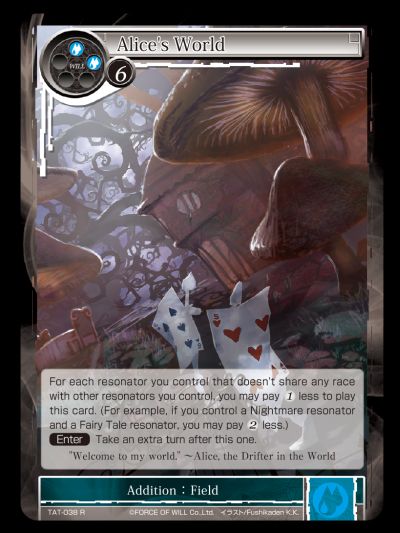 Alice's World
WILL
6
5
5
For each resonator you control that doesn't share any race
with other resonators you control, you may pay 1 less to play
this card. (For example, if you control a Nightmare resonator
and a Fairy Tale resonator, you may pay 2 less.)
Enter Take an extra turn after this one.
"Welcome to my world." ～Alice, the Drifter in the World
Addition : Field
TAT-038 R ©FORCE OF WILL Co.,Ltd. イラスト/Fushikaden K.K.